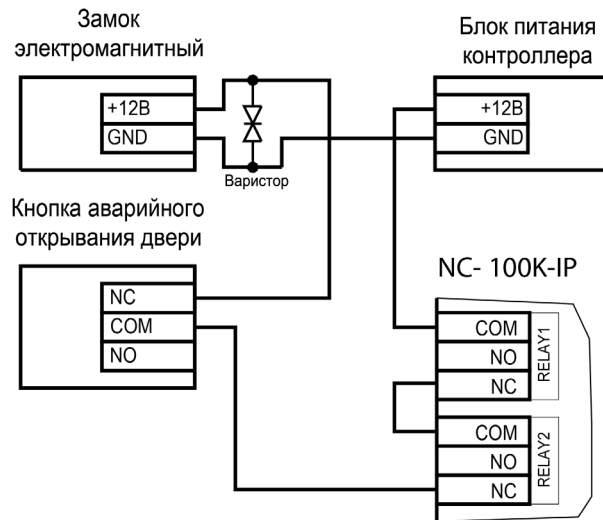 Замок
электромагнитный
+12В
GND
Варистор
Блок питания
контроллера
+12В
GND
Кнопка аварийного
открывания двери
NC
COM
NO
NC- 100K-IP
COM
NO
NC
RELAY1
COM
NO
NC
RELAY2